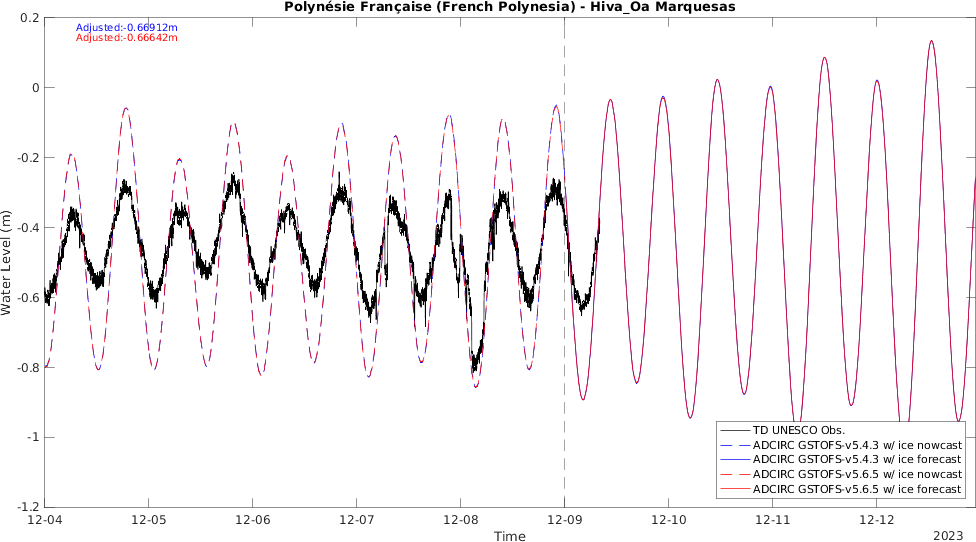 Polynésie Française (French Polynesia) - Hiva_Oa Marquesas
Adjusted:-0.66912m
Adjusted:-0.66642m
0.2
0
-0.2
-0.4
-0.6
-0.8
-1
-1.2
Water Level (m)
TD UNESCO Obs.
ADCIRC GSTOFS-v5.4.3 w/ ice nowcast
ADCIRC GSTOFS-v5.4.3 w/ ice forecast
ADCIRC GSTOFS-v5.6.5 w/ ice nowcast
ADCIRC GSTOFS-v5.6.5 w/ ice forecast
12-04 12-05 12-06 12-07 12-08 12-09 12-10 12-11 12-12
Time
2023